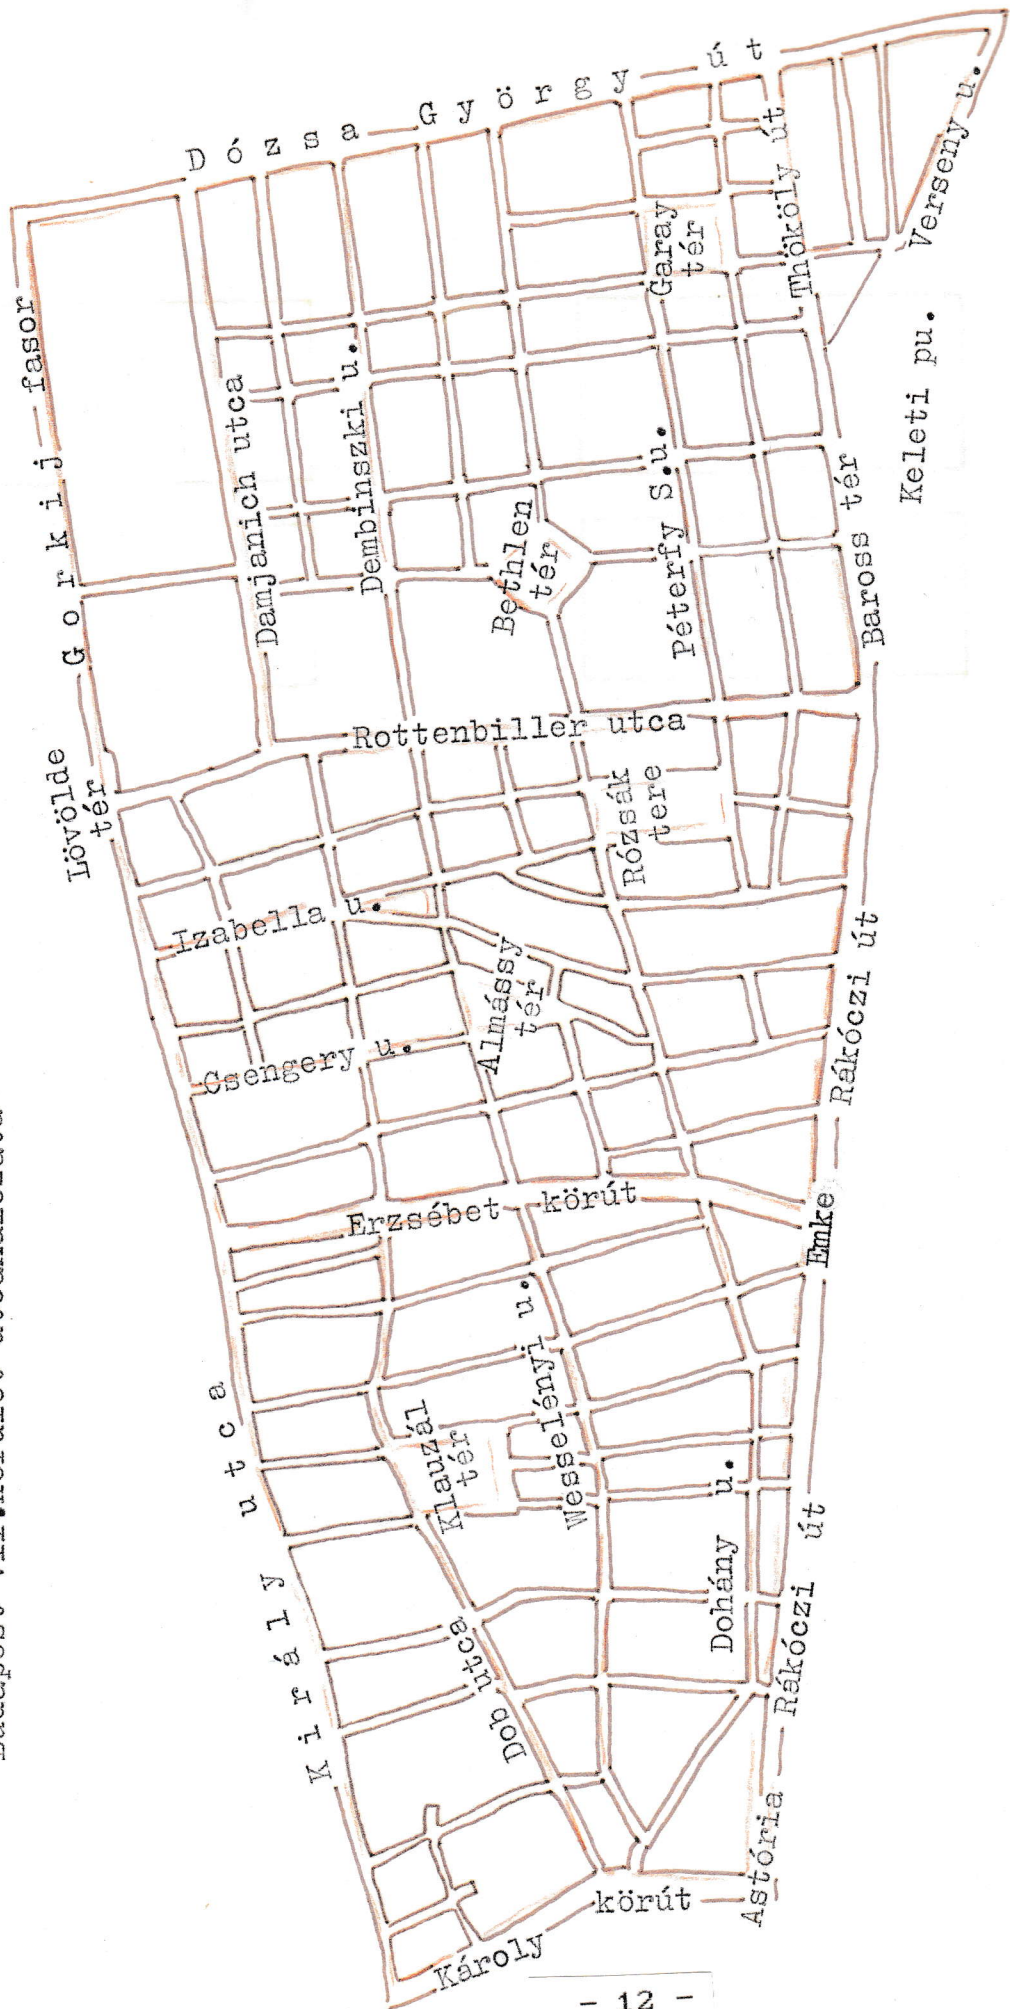 Gorkij fasor
Dózsa György út
Lövölde
tér
Damjanich utca
Dembinszki u.
Garay
tér
Thököly út
Verseny u.
Bethlen
tér
Péterfy S.u.
Baross tér
Keleti pu.
Rottenbiller utca
Rózsák
tere
Izabella u.
Almássy
tér
Csengery u.
Rákóczi út
Erzsébet körút
Emke
Király utca
Klauzál
tér
Wesselényi u.
Dohány u.
Dob utca
Rákóczi út
Astória
Károly körút
- 12 -